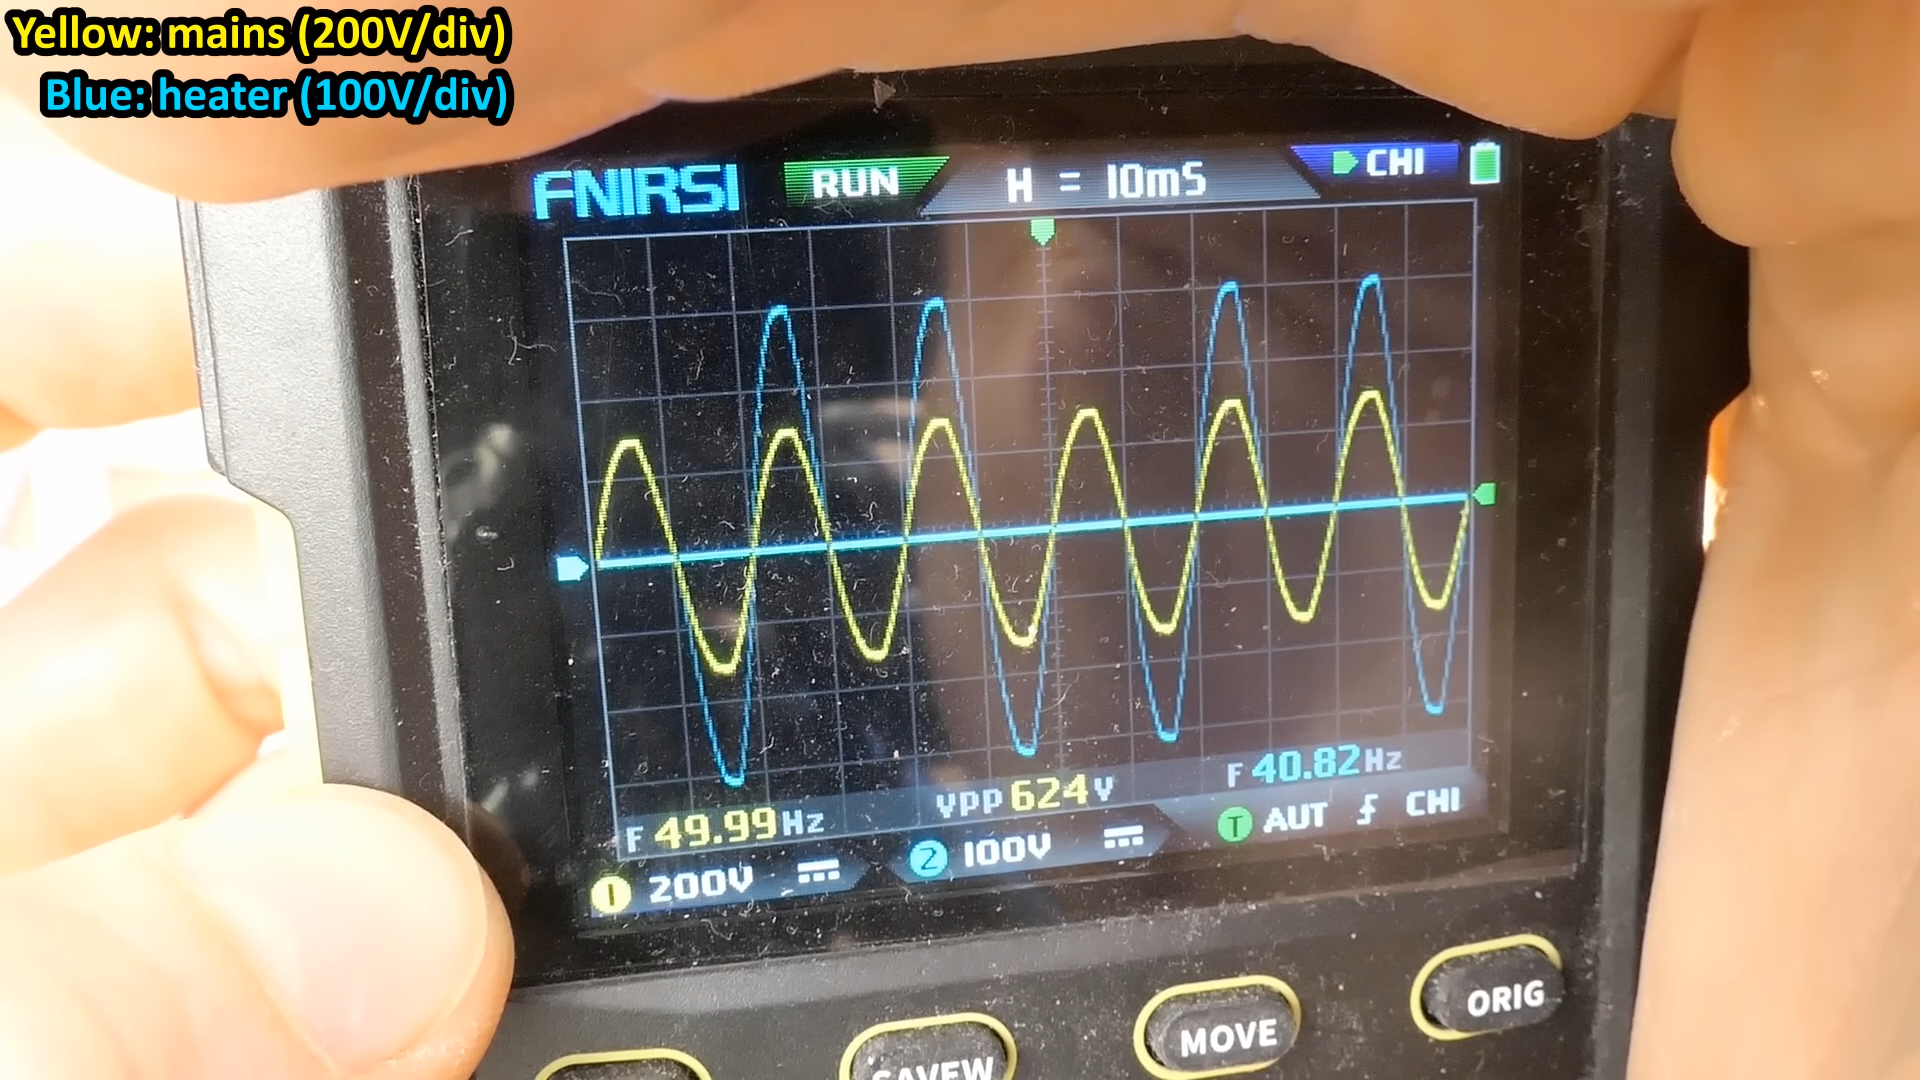 Yellow: mains (200V/div)
Blue: heater (100V/div)
FNIRSI RUN H = 10mS CHI
F 49.99Hz Vpp 624V F 40.82Hz
1 200V 2 100V T AUT CHI
SAVEW MOVE ORIG